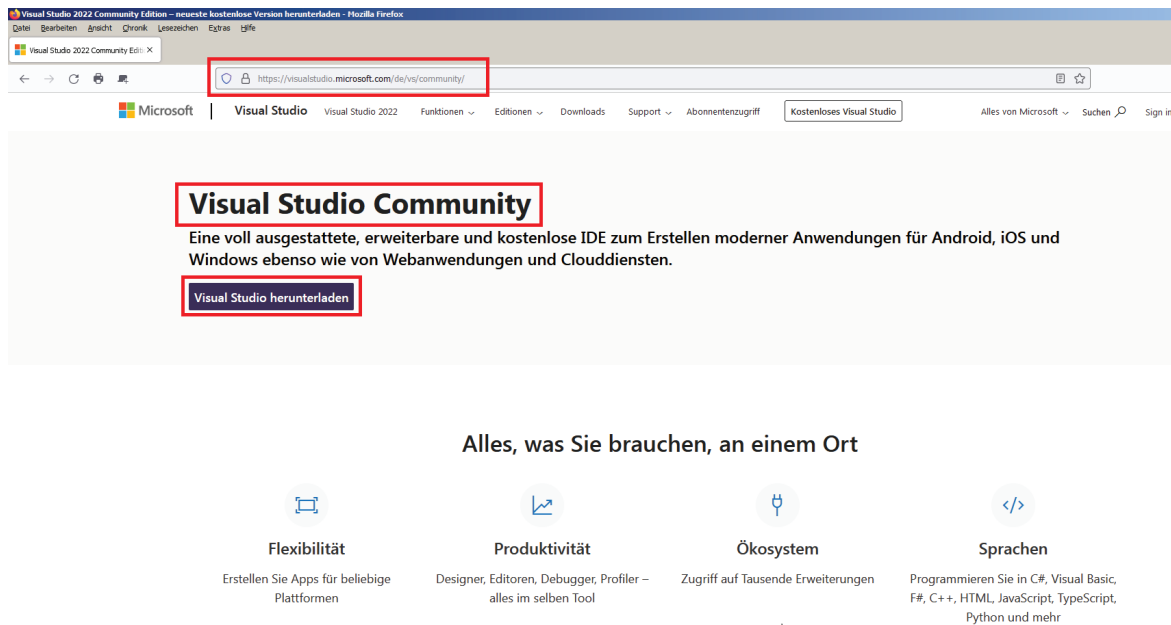 Visual Studio 2022 Community Edition – neueste kostenlose Version herunterladen - Mozilla Firefox
Datei Bearbeiten Ansicht Chronik Lesezeichen Extras Hilfe
Visual Studio 2022 Community Edit
https://visualstudio.microsoft.com/de/vs/community/
Microsoft Visual Studio Visual Studio 2022 Funktionen Editionen Downloads Support Abonnentenzugriff Kostenloses Visual Studio Alles von Microsoft Suchen Sign in
Visual Studio Community
Eine voll ausgestattete, erweiterbare und kostenlose IDE zum Erstellen moderner Anwendungen für Android, iOS und
Windows ebenso wie von Webanwendungen und Clouddiensten.
Visual Studio herunterladen
Alles, was Sie brauchen, an einem Ort
Flexibilität
Erstellen Sie Apps für beliebige
Plattformen
Produktivität
Designer, Editoren, Debugger, Profiler –
alles im selben Tool
Ökosystem
Zugriff auf Tausende Erweiterungen
Sprachen
Programmieren Sie in C#, Visual Basic,
F#, C++, HTML, JavaScript, TypeScript,
Python und mehr